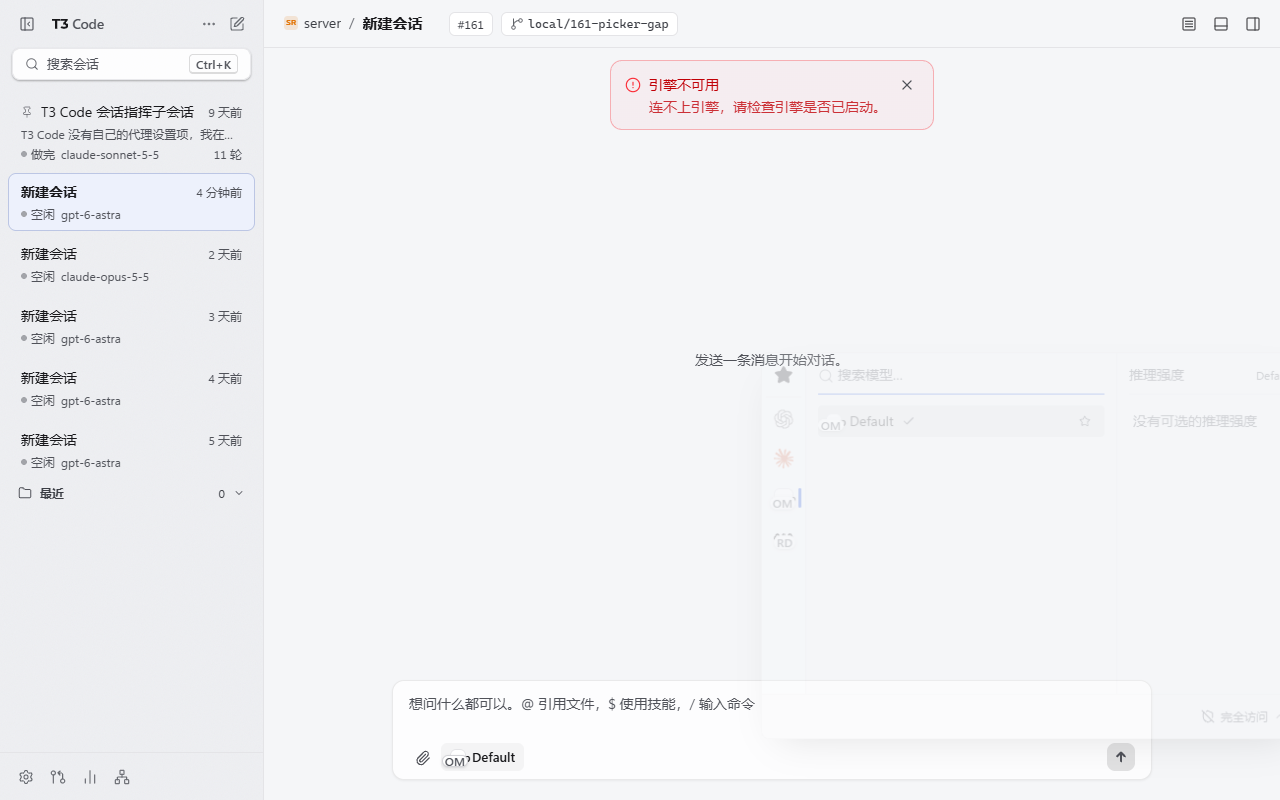 T3 Code
搜索会话
Ctrl+K
T3 Code 会话指挥子会话
9 天前
T3 Code 没有自己的代理设置项，我在...
做完 claude-sonnet-5-5
11 轮
新建会话
4 分钟前
空闲 gpt-6-astra
新建会话
2 天前
空闲 claude-opus-5-5
新建会话
3 天前
空闲 gpt-6-astra
新建会话
4 天前
空闲 gpt-6-astra
新建会话
5 天前
空闲 gpt-6-astra
最近
0
SR server / 新建会话
#161
local/161-picker-gap
引擎不可用
连不上引擎，请检查引擎是否已启动。
发送一条消息开始对话。
搜索模型...
推理强度
Defa
OM Default
没有可选的推理强度
OM
RD
完全访问
想问什么都可以。@ 引用文件，$ 使用技能，/ 输入命令
OM Default